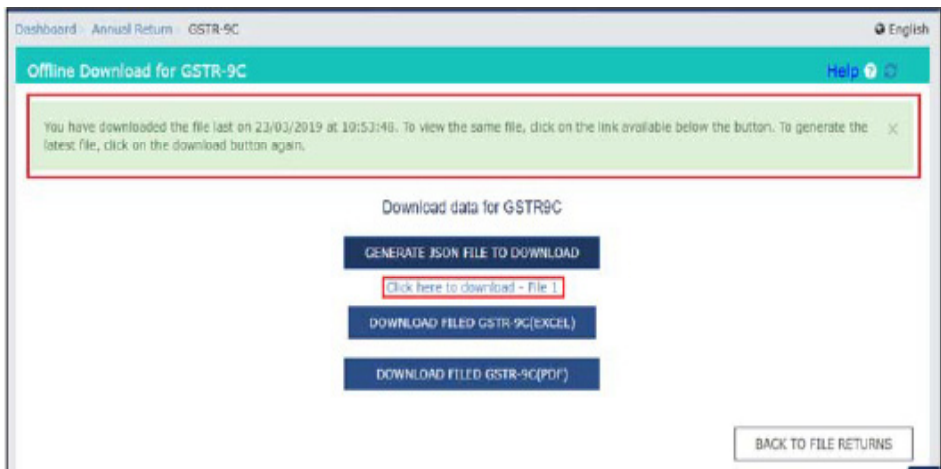 Dashboard > Annual Return > GSTR-9C English
Offline Download for GSTR-9C Help ?
You have downloaded the file last on 23/03/2019 at 10:53:48. To view the same file, click on the link available below the button. To generate the ×
latest file, click on the download button again.
Download data for GSTR9C
GENERATE JSON FILE TO DOWNLOAD
Click here to download - File 1
DOWNLOAD FILED GSTR-9C(EXCEL)
DOWNLOAD FILED GSTR-9C(PDF)
BACK TO FILE RETURNS